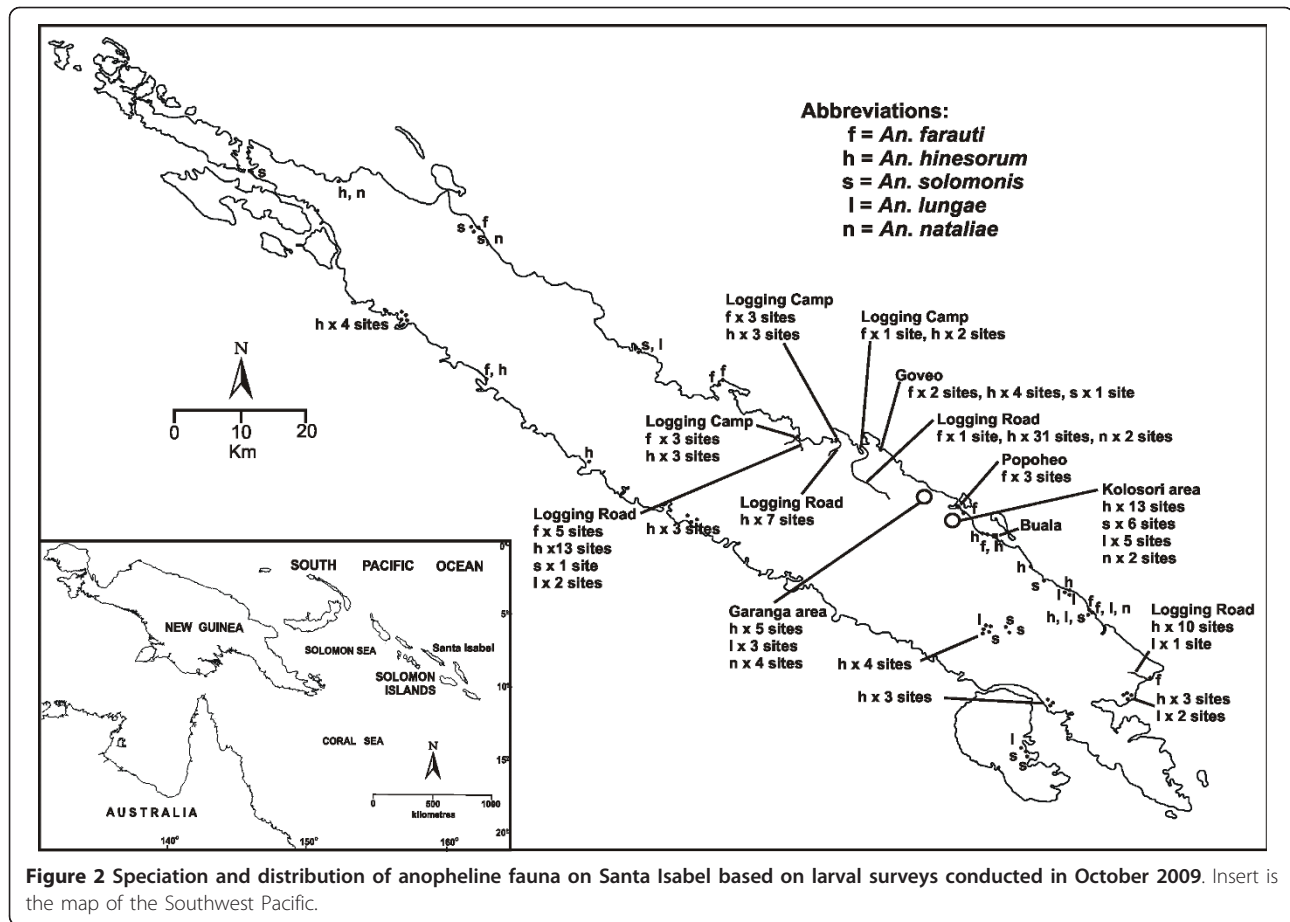 Abbreviations:
f = An. farauti
h = An. hinesorum
s = An. solomonis
l = An. lungae
n = An. nataliae
s
h, n
f
s
s, n
h x 4 sites
N
0 10 20
Km
f, h
s, l
f f
h
Logging Camp
f x 3 sites
h x 3 sites
Logging Camp
f x 1 site, h x 2 sites
Goveo
f x 2 sites, h x 4 sites, s x 1 site
Logging Road
f x 1 site, h x 31 sites, n x 2 sites
Logging Camp
f x 3 sites
h x 3 sites
Popoheo
f x 3 sites
f
Kolosori area
h x 13 sites
s x 6 sites
l x 5 sites
n x 2 sites
Logging Road
h x 7 sites
Logging Road
f x 5 sites
h x13 sites
s x 1 site
l x 2 sites
h x 3 sites
Buala
h
f, h
h
s
h
l l
f
f, l, n
h, l, s
Garanga area
h x 5 sites
l x 3 sites
n x 4 sites
l
s
s
s
h x 4 sites
Logging Road
h x 10 sites
l x 1 site
f
h x 3 sites
l x 2 sites
h x 3 sites
l
s
s
SOUTH PACIFIC OCEAN
NEW GUINEA
SOLOMON SEA
Santa Isabel
SOLOMON
ISLANDS
CORAL SEA
AUSTRALIA
N
0 500 1000
kilometres
0°
5°
10°
15°
20°
140° 150° 160°
Figure 2 Speciation and distribution of anopheline fauna on Santa Isabel based on larval surveys conducted in October 2009. Insert is
the map of the Southwest Pacific.